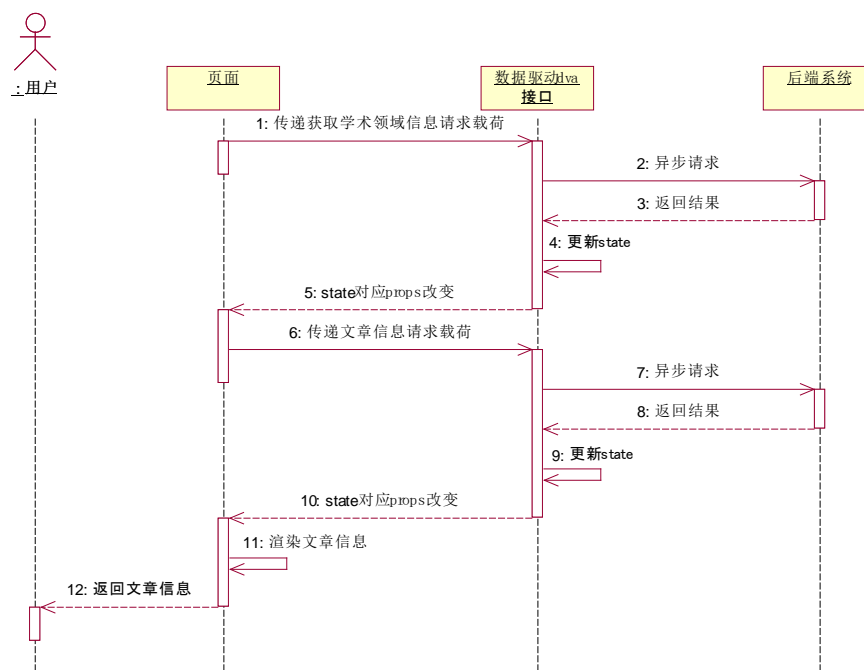 : 用户
页面
数据驱动dva
接口
后端系统
1: 传递获取学术领域信息请求载荷
2: 异步请求
3: 返回结果
4: 更新state
5: state对应props改变
6: 传递文章信息请求载荷
7: 异步请求
8: 返回结果
9: 更新state
10: state对应props改变
11: 渲染文章信息
12: 返回文章信息